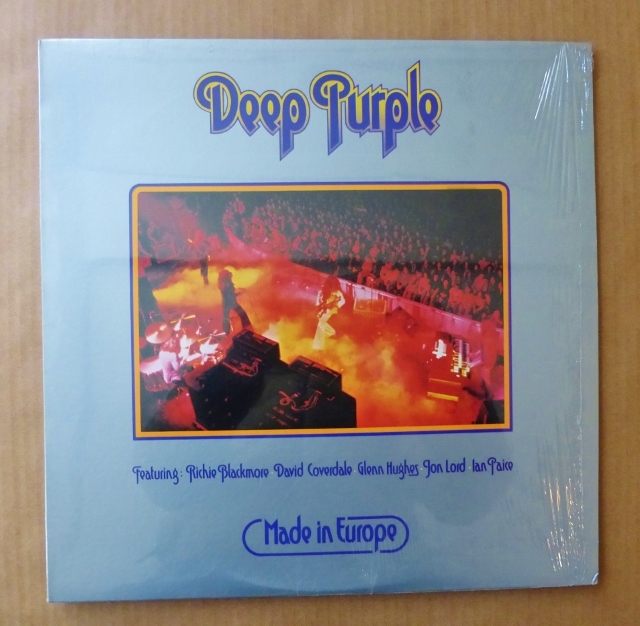 Deep Purple
Featuring: Richie Blackmore David Coverdale Glenn Hughes Jon Lord Ian Paice
Made in Europe